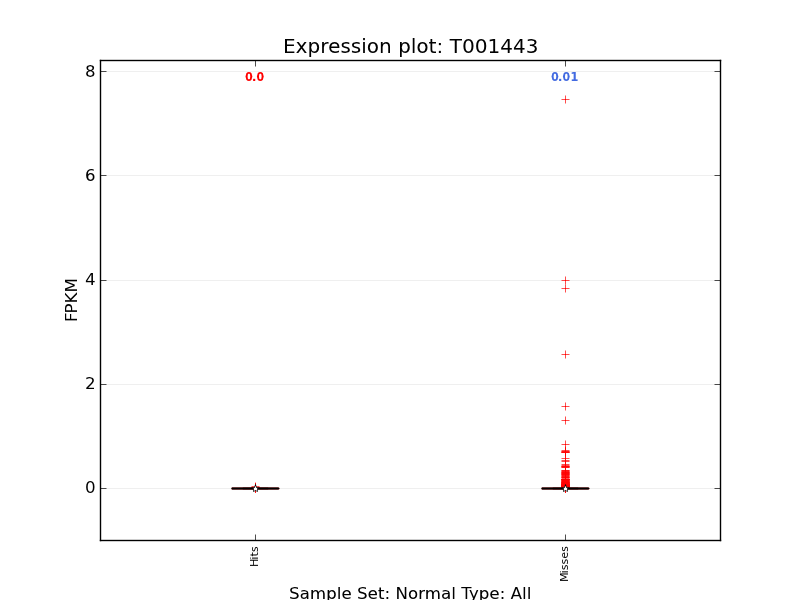 Expression plot: T001443
0.0
0.01
8
6
4
2
0
FPKM
Hits
Misses
Sample Set: Normal Type: All